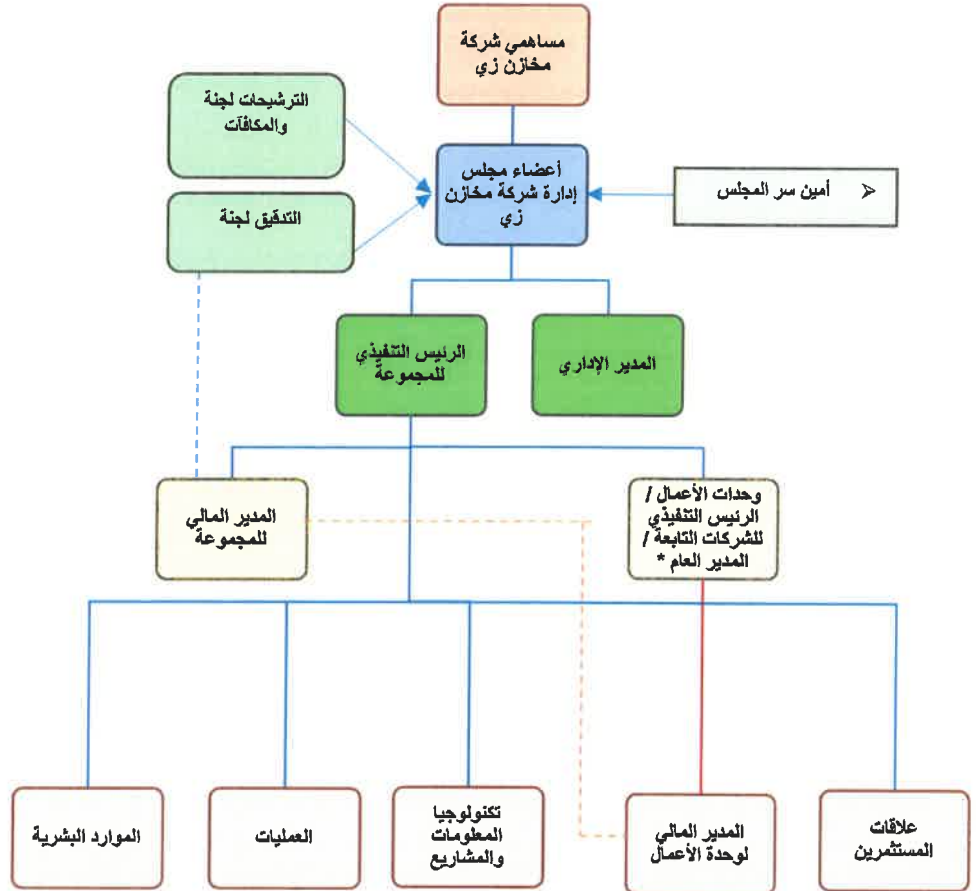 مساهمي شركة
مخازن زي
الترشيحات لجنة
والمكافآت
أعضاء مجلس
إدارة شركة مخازن
زي
➢ أمين سر المجلس
التدقيق لجنة
المدير الإداري
الرئيس التنفيذي
للمجموعة
وحدات الأعمال /
الرئيس التنفيذي
للشركات التابعة /
المدير العام *
المدير المالي
للمجموعة
علاقات
المستثمرين
المدير المالي
لوحدة الأعمال
تكنولوجيا
المعلومات
والمشاريع
العمليات
الموارد البشرية